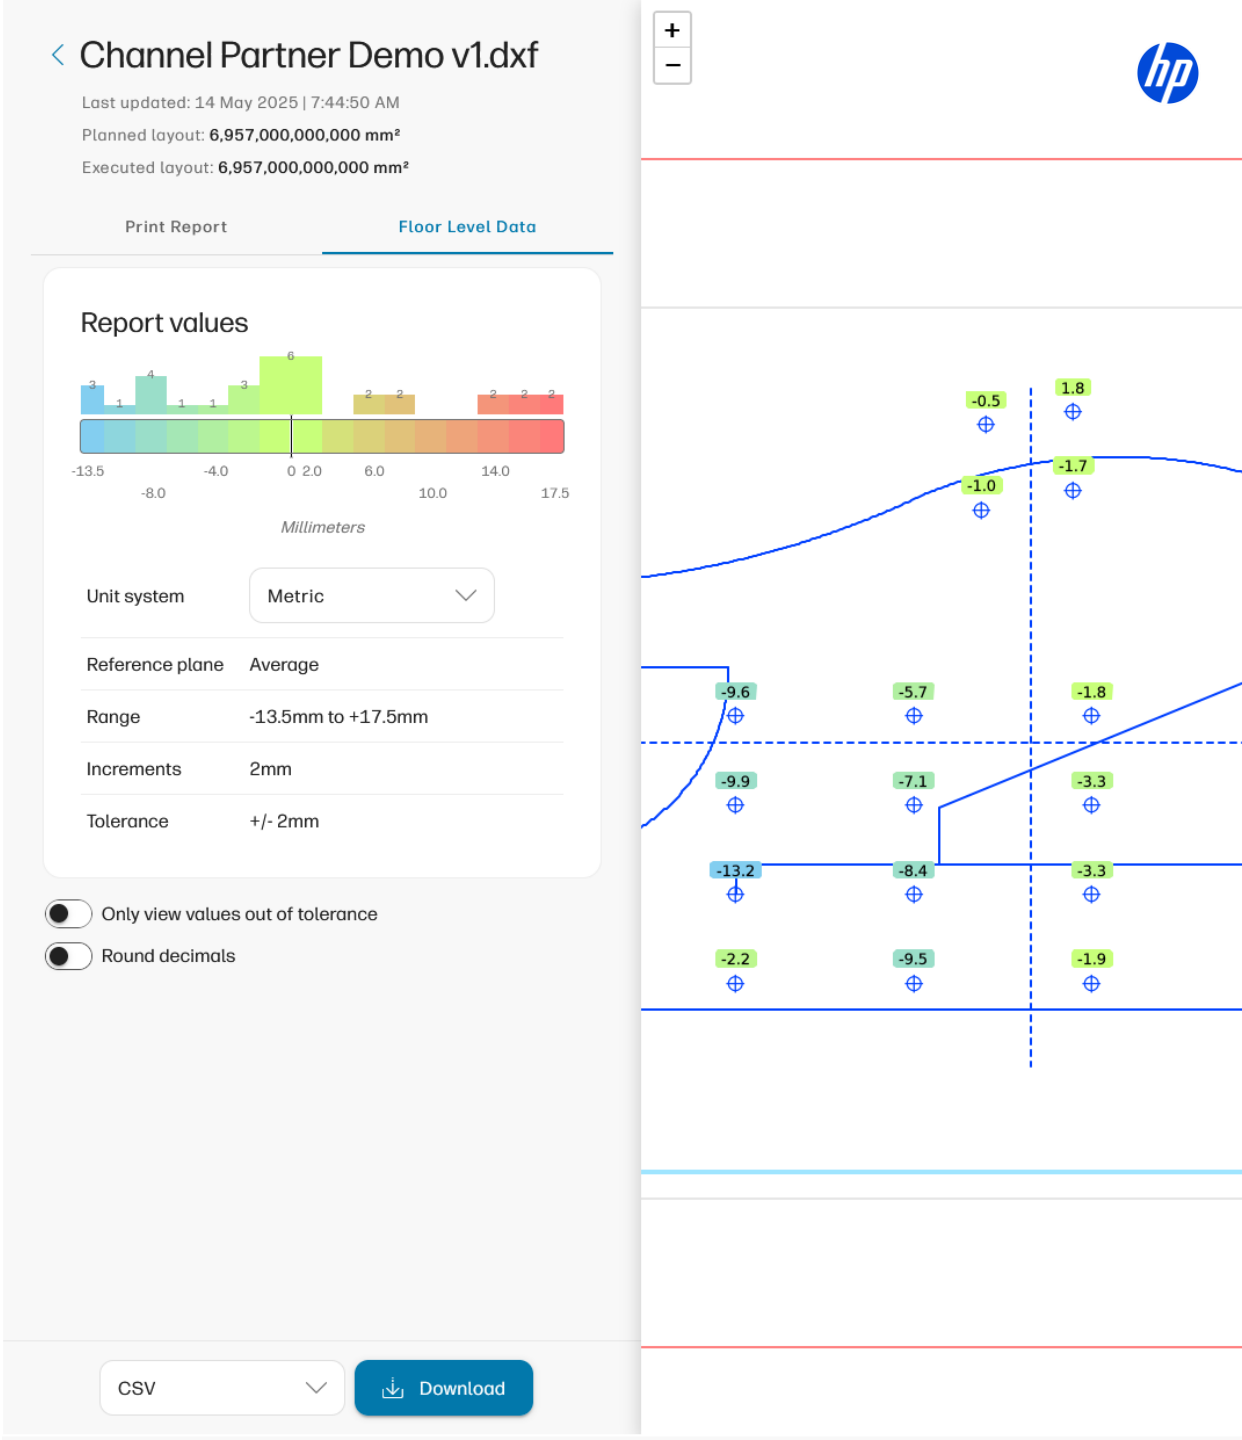 Channel Partner Demo v1.dxf
Last updated: 14 May 2025 | 7:44:50 AM
Planned layout: 6,957,000,000,000 mm²
Executed layout: 6,957,000,000,000 mm²
Print Report
Floor Level Data
Report values
3 1 4 1 1 3 6 2 2 2 2 2
-13.5 -4.0 0 2.0 6.0 14.0
-8.0 10.0 17.5
Millimeters
Unit system Metric
Reference plane Average
Range -13.5mm to +17.5mm
Increments 2mm
Tolerance +/- 2mm
Only view values out of tolerance
Round decimals
CSV
Download
+
−
hp
-0.5 1.8
-1.0 -1.7
-9.6 -5.7 -1.8
-9.9 -7.1 -3.3
-13.2 -8.4 -3.3
-2.2 -9.5 -1.9